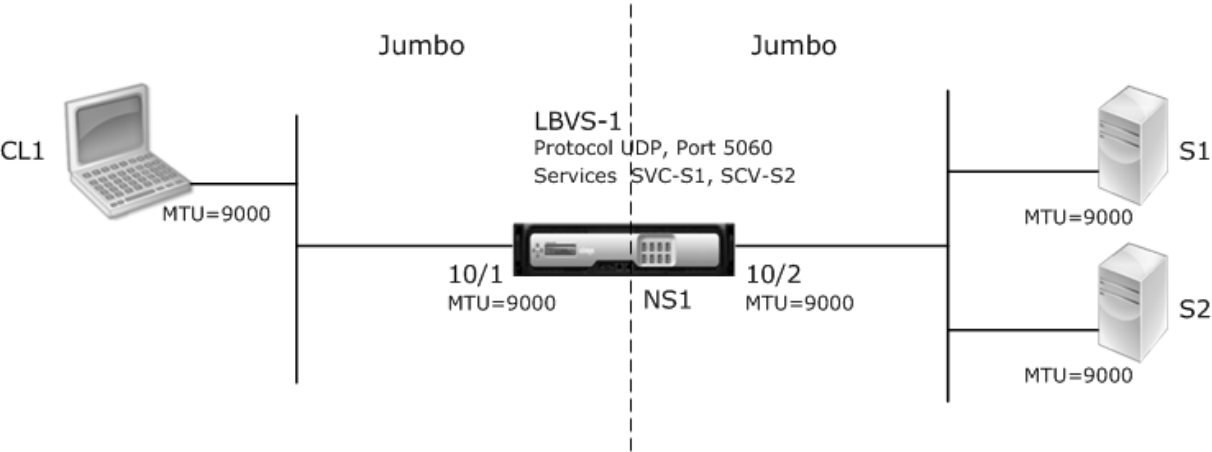 Jumbo
Jumbo
LBVS-1
Protocol UDP, Port 5060
Services SVC-S1, SCV-S2
CL1
MTU=9000
S1
MTU=9000
10/1
MTU=9000
NS1
10/2
MTU=9000
S2
MTU=9000